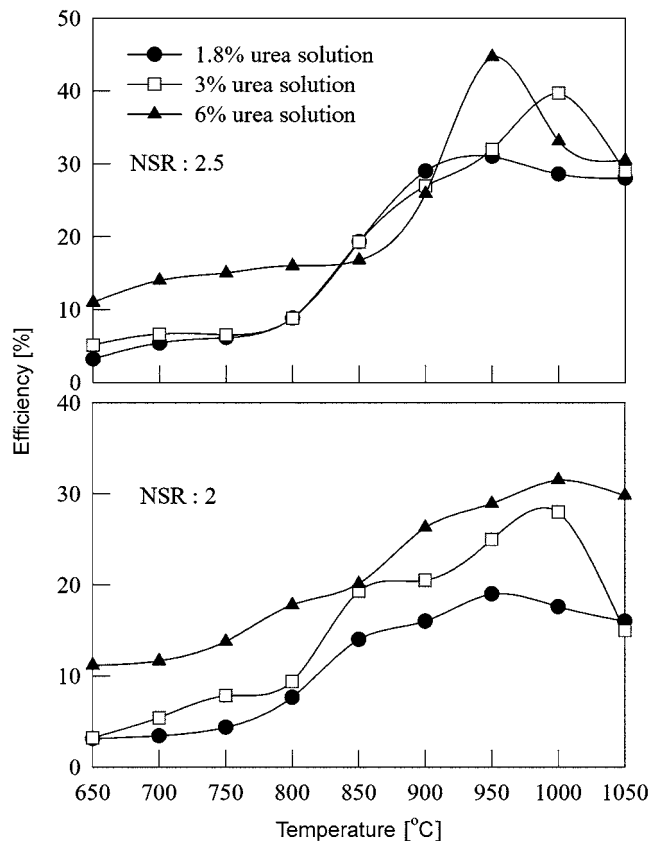 50
1.8% urea solution
3% urea solution
40
6% urea solution
NSR : 2.5
30
20
10
0
Efficiency [%]
40
30
NSR : 2
20
10
0
650 700 750 800 850 900 950 1000 1050
Temperature [°C]